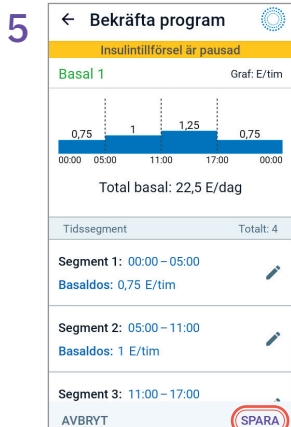 5
← Bekräfta program
Insulintillförsel är pausad
Basal 1 Graf: E/tim
0,75 1 1,25 0,75
00:00 05:00 11:00 17:00 00:00
Total basal: 22,5 E/dag
Tidssegment Totalt: 4
Segment 1: 00:00 – 05:00
Basaldos: 0,75 E/tim
Segment 2: 05:00 – 11:00
Basaldos: 1 E/tim
Segment 3: 11:00 – 17:00
AVBRYT SPARA